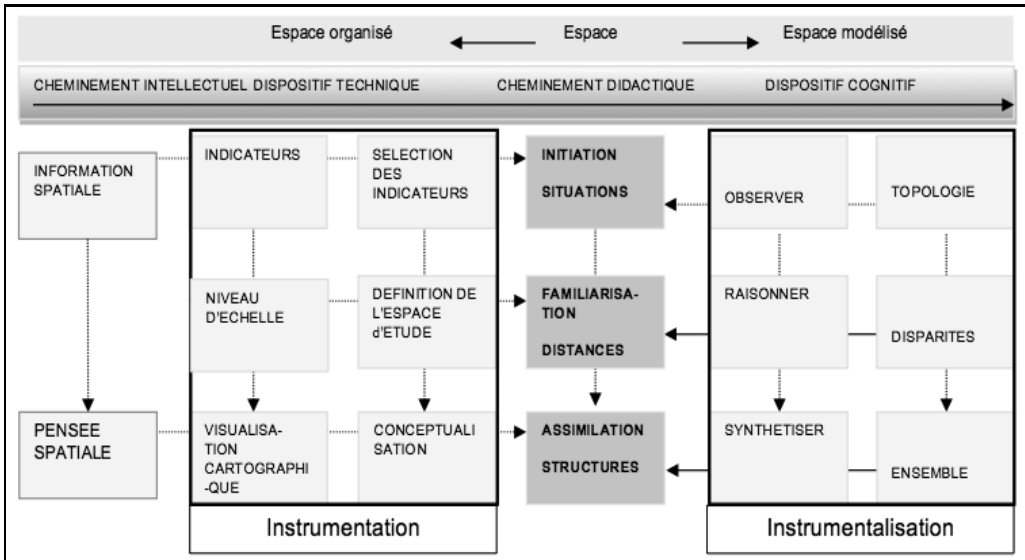 Espace organisé
Espace
Espace modélisé
CHEMINEMENT INTELLECTUEL DISPOSITIF TECHNIQUE
CHEMINEMENT DIDACTIQUE
DISPOSITIF COGNITIF
INFORMATION
SPATIALE
INDICATEURS
SELECTION
DES
INDICATEURS
INITIATION
SITUATIONS
OBSERVER
TOPOLOGIE
NIVEAU
D'ECHELLE
DEFINITION DE
L'ESPACE
d'ETUDE
FAMILIARISA-
TION
DISTANCES
RAISONNER
DISPARITES
PENSEE
SPATIALE
VISUALISA-
TION
CARTOGRAPHI
-QUE
CONCEPTUALI
SATION
ASSIMILATION
STRUCTURES
SYNTHETISER
ENSEMBLE
Instrumentation
Instrumentalisation